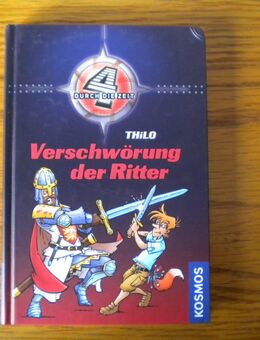 4
DURCH DIE ZEIT
THiLO
Verschwörung
der Ritter
KOSMOS